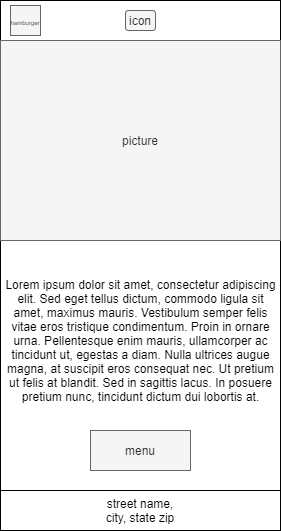 hamburger
icon
picture
Lorem ipsum dolor sit amet, consectetur adipiscing
elit. Sed eget tellus dictum, commodo ligula sit
amet, maximus mauris. Vestibulum semper felis
vitae eros tristique condimentum. Proin in ornare
urna. Pellentesque enim mauris, ullamcorper ac
tincidunt ut, egestas a diam. Nulla ultrices augue
magna, at suscipit eros consequat nec. Ut pretium
ut felis at blandit. Sed in sagittis lacus. In posuere
pretium nunc, tincidunt dictum dui lobortis at.
menu
street name,
city, state zip